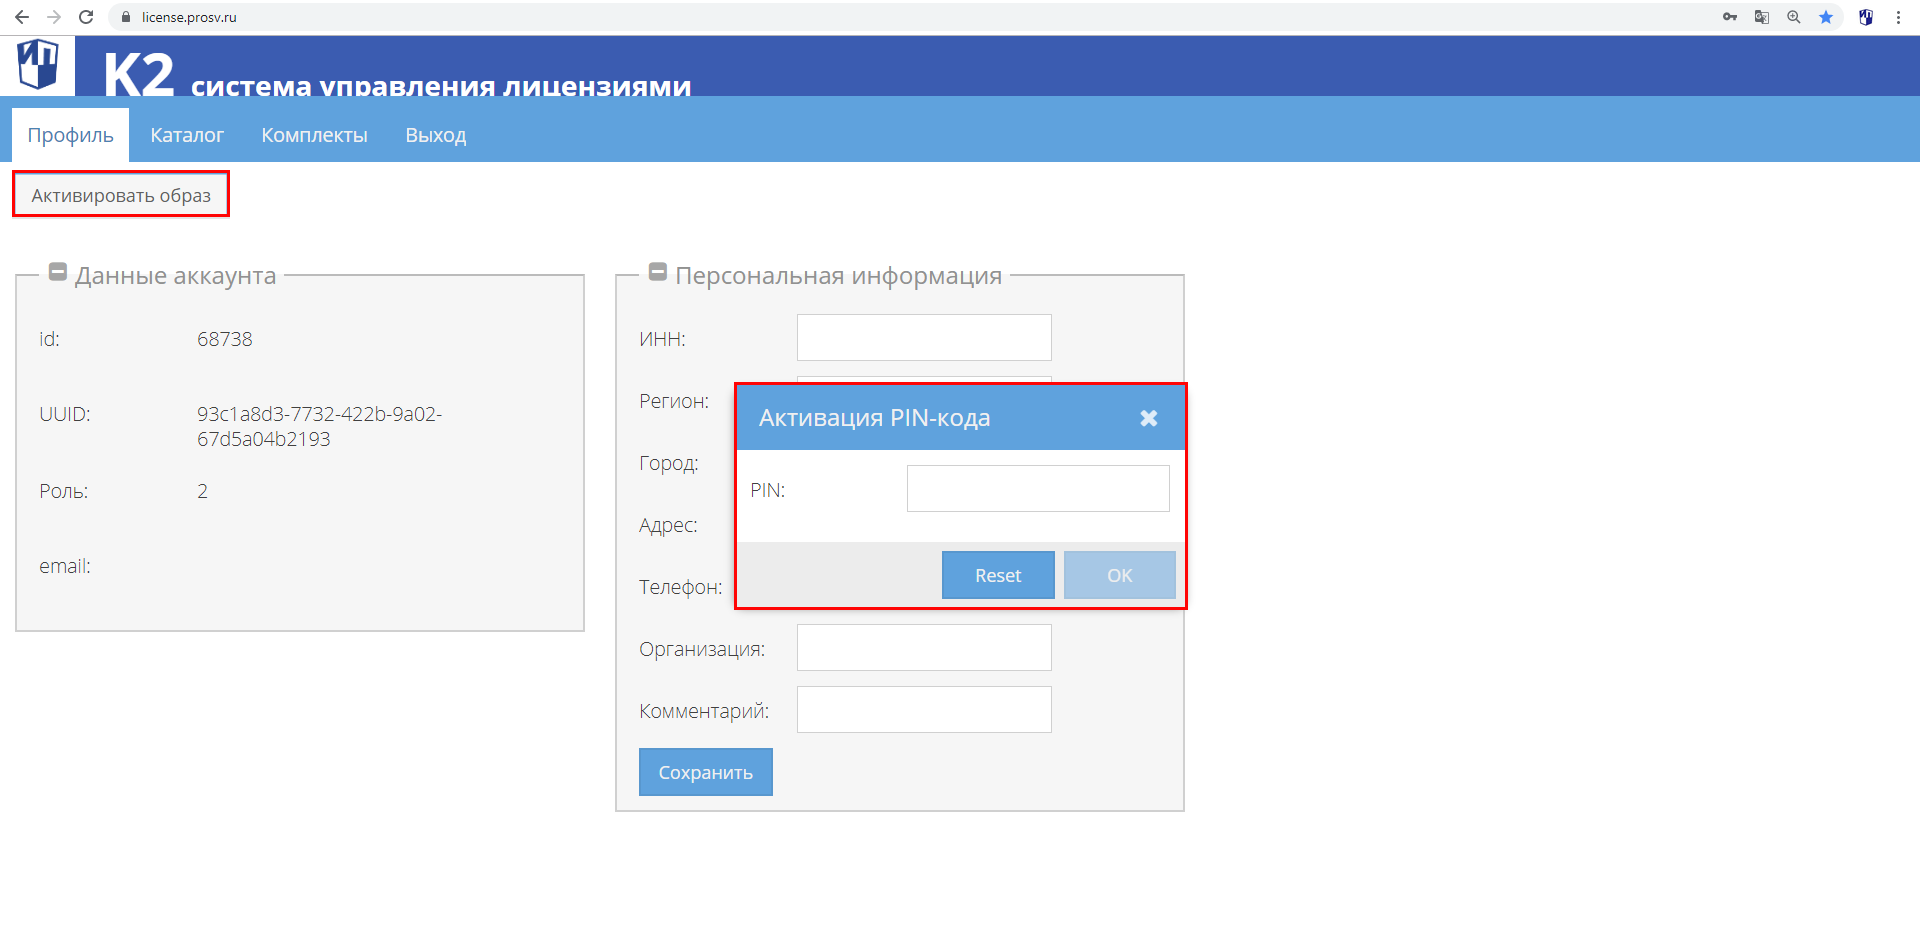 license.prosv.ru
ИП
K2 система управления лицензиями
Профиль Каталог Комплекты Выход
Активировать образ
Данные аккаунта
id: 68738
UUID: 93c1a8d3-7732-422b-9a02-
67d5a04b2193
Роль: 2
email:
Персональная информация
ИНН:
Регион:
Город:
Адрес:
Телефон:
Организация:
Комментарий:
Сохранить
Активация PIN-кода
PIN:
Reset OK